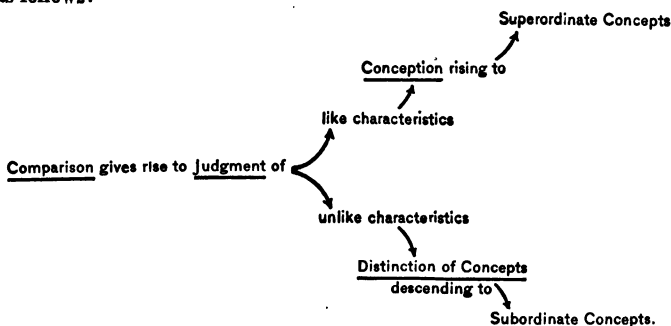 as follows:
Superordinate Concepts
Conception rising to
like characteristics
Comparison gives rise to Judgment of
unlike characteristics
Distinction of Concepts
descending to
Subordinate Concepts.